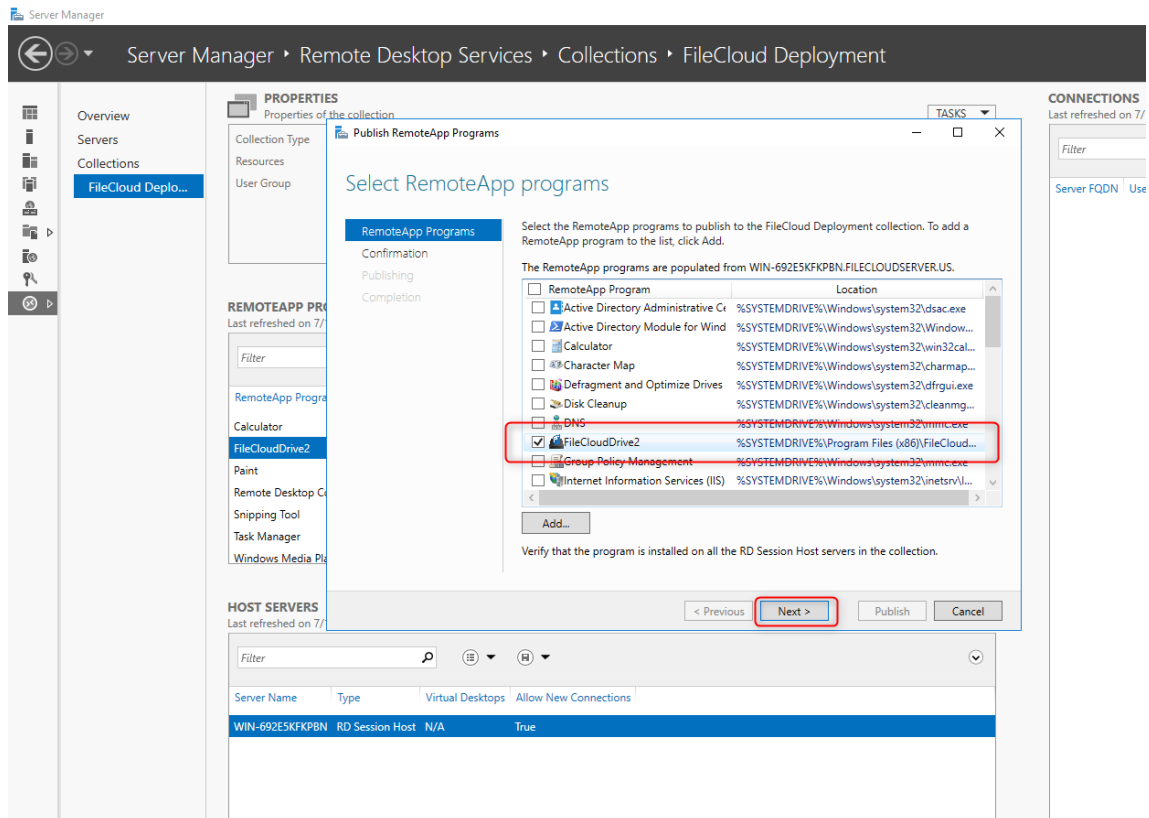 Server Manager
Server Manager ‣ Remote Desktop Services ‣ Collections ‣ FileCloud Deployment
Overview
Servers
Collections
FileCloud Deplo...
PROPERTIES
Properties of the collection
TASKS
Collection Type
Resources
User Group
REMOTEAPP PRO
Last refreshed on 7/
Filter
RemoteApp Progra
Calculator
FileCloudDrive2
Paint
Remote Desktop Co
Snipping Tool
Task Manager
Windows Media Pla
Publish RemoteApp Programs
Select RemoteApp programs
RemoteApp Programs
Confirmation
Publishing
Completion
Select the RemoteApp programs to publish to the FileCloud Deployment collection. To add a
RemoteApp program to the list, click Add.
The RemoteApp programs are populated from WIN-692E5KFKPBN.FILECLOUDSERVER.US.
RemoteApp Program Location
Active Directory Administrative Ce %SYSTEMDRIVE%\Windows\system32\dsac.exe
Active Directory Module for Wind %SYSTEMDRIVE%\Windows\system32\Window...
Calculator %SYSTEMDRIVE%\Windows\system32\win32cal...
Character Map %SYSTEMDRIVE%\Windows\system32\charmap...
Defragment and Optimize Drives %SYSTEMDRIVE%\Windows\system32\dfrgui.exe
Disk Cleanup %SYSTEMDRIVE%\Windows\system32\cleanmg...
DNS %SYSTEMDRIVE%\Windows\system32\mmc.exe
FileCloudDrive2 %SYSTEMDRIVE%\Program Files (x86)\FileCloud...
Group Policy Management %SYSTEMDRIVE%\Windows\system32\mmc.exe
Internet Information Services (IIS) %SYSTEMDRIVE%\Windows\system32\inetsrv\I...
Add...
Verify that the program is installed on all the RD Session Host servers in the collection.
< Previous Next > Publish Cancel
HOST SERVERS
Last refreshed on 7/
Filter
Server Name Type Virtual Desktops Allow New Connections
WIN-692E5KFKPBN RD Session Host N/A True
CONNECTIONS
Last refreshed on 7/
Filter
Server FQDN Use